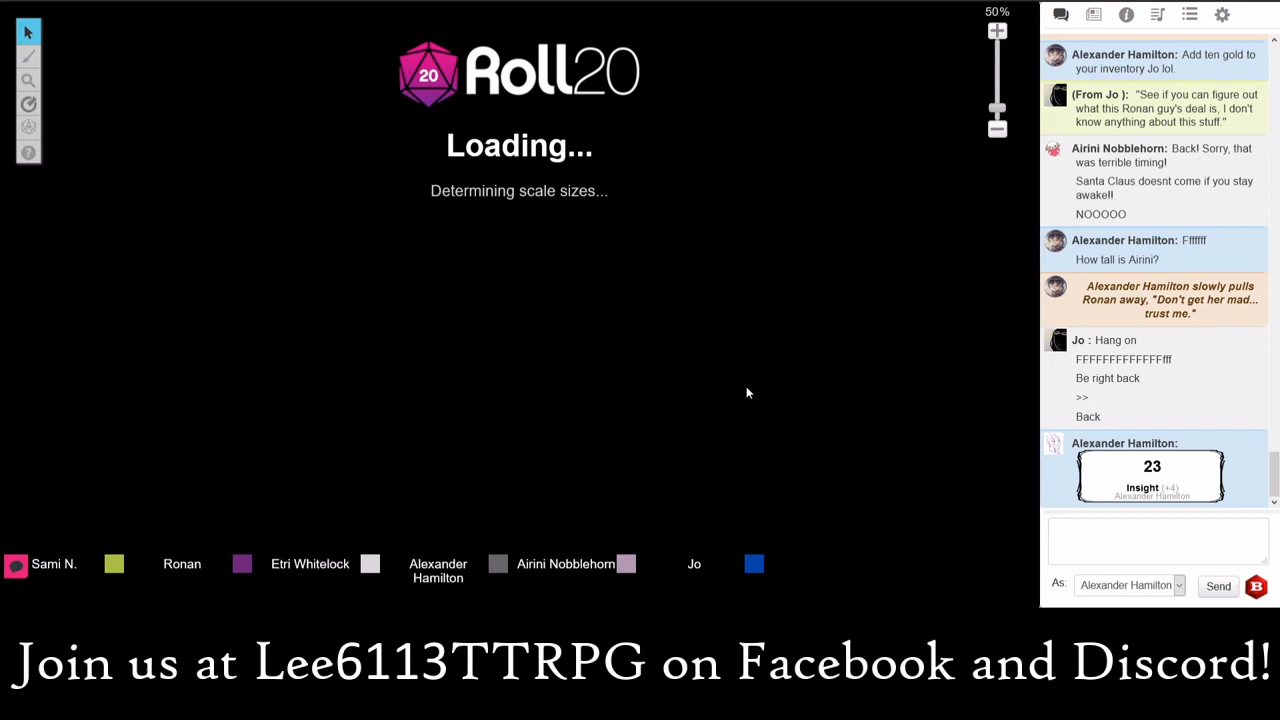 50%
20
Roll20
Loading...
Determining scale sizes...
Alexander Hamilton: Add ten gold to
your inventory Jo lol.
(From Jo ): "See if you can figure out
what this Ronan guy's deal is, I don't
know anything about this stuff."
Airini Nobblehorn: Back! Sorry, that
was terrible timing!
Santa Claus doesnt come if you stay
awake!!
NOOOOO
Alexander Hamilton: Ffffffff
How tall is Airini?
Alexander Hamilton slowly pulls
Ronan away, "Don't get her mad...
trust me."
Jo : Hang on
FFFFFFFFFFFFFfff
Be right back
>>
Back
Alexander Hamilton:
23
Insight (+4)
Alexander Hamilton
As: Alexander Hamilton Send B
Sami N.
Ronan
Etri Whitelock
Alexander
Hamilton
Airini Nobblehorn
Jo
Join us at Lee6113TTRPG on Facebook and Discord!